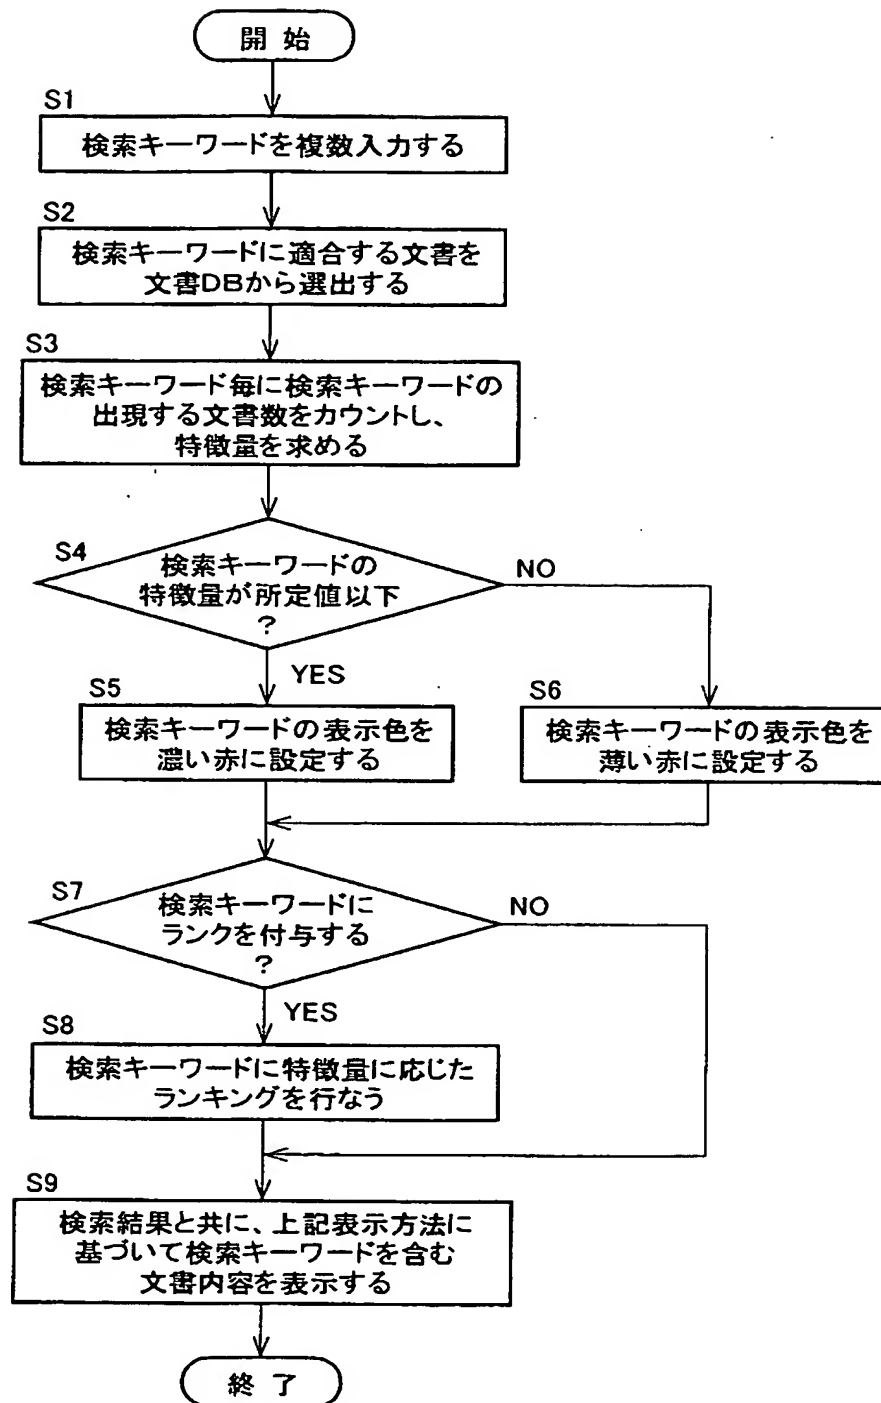 開始
S1
検索キーワードを複数入力する
S2
検索キーワードに適合する文書を
文書DBから選出する
S3
検索キーワード毎に検索キーワードの
出現する文書数をカウントし、
特徴量を求める
S4
検索キーワードの
特徴量が所定値以下
?
NO
YES
S5
検索キーワードの表示色を
濃い赤に設定する
S6
検索キーワードの表示色を
薄い赤に設定する
S7
検索キーワードに
ランクを付与する
?
NO
YES
S8
検索キーワードに特徴量に応じた
ランキングを行なう
S9
検索結果と共に、上記表示方法に
基づいて検索キーワードを含む
文書内容を表示する
終了